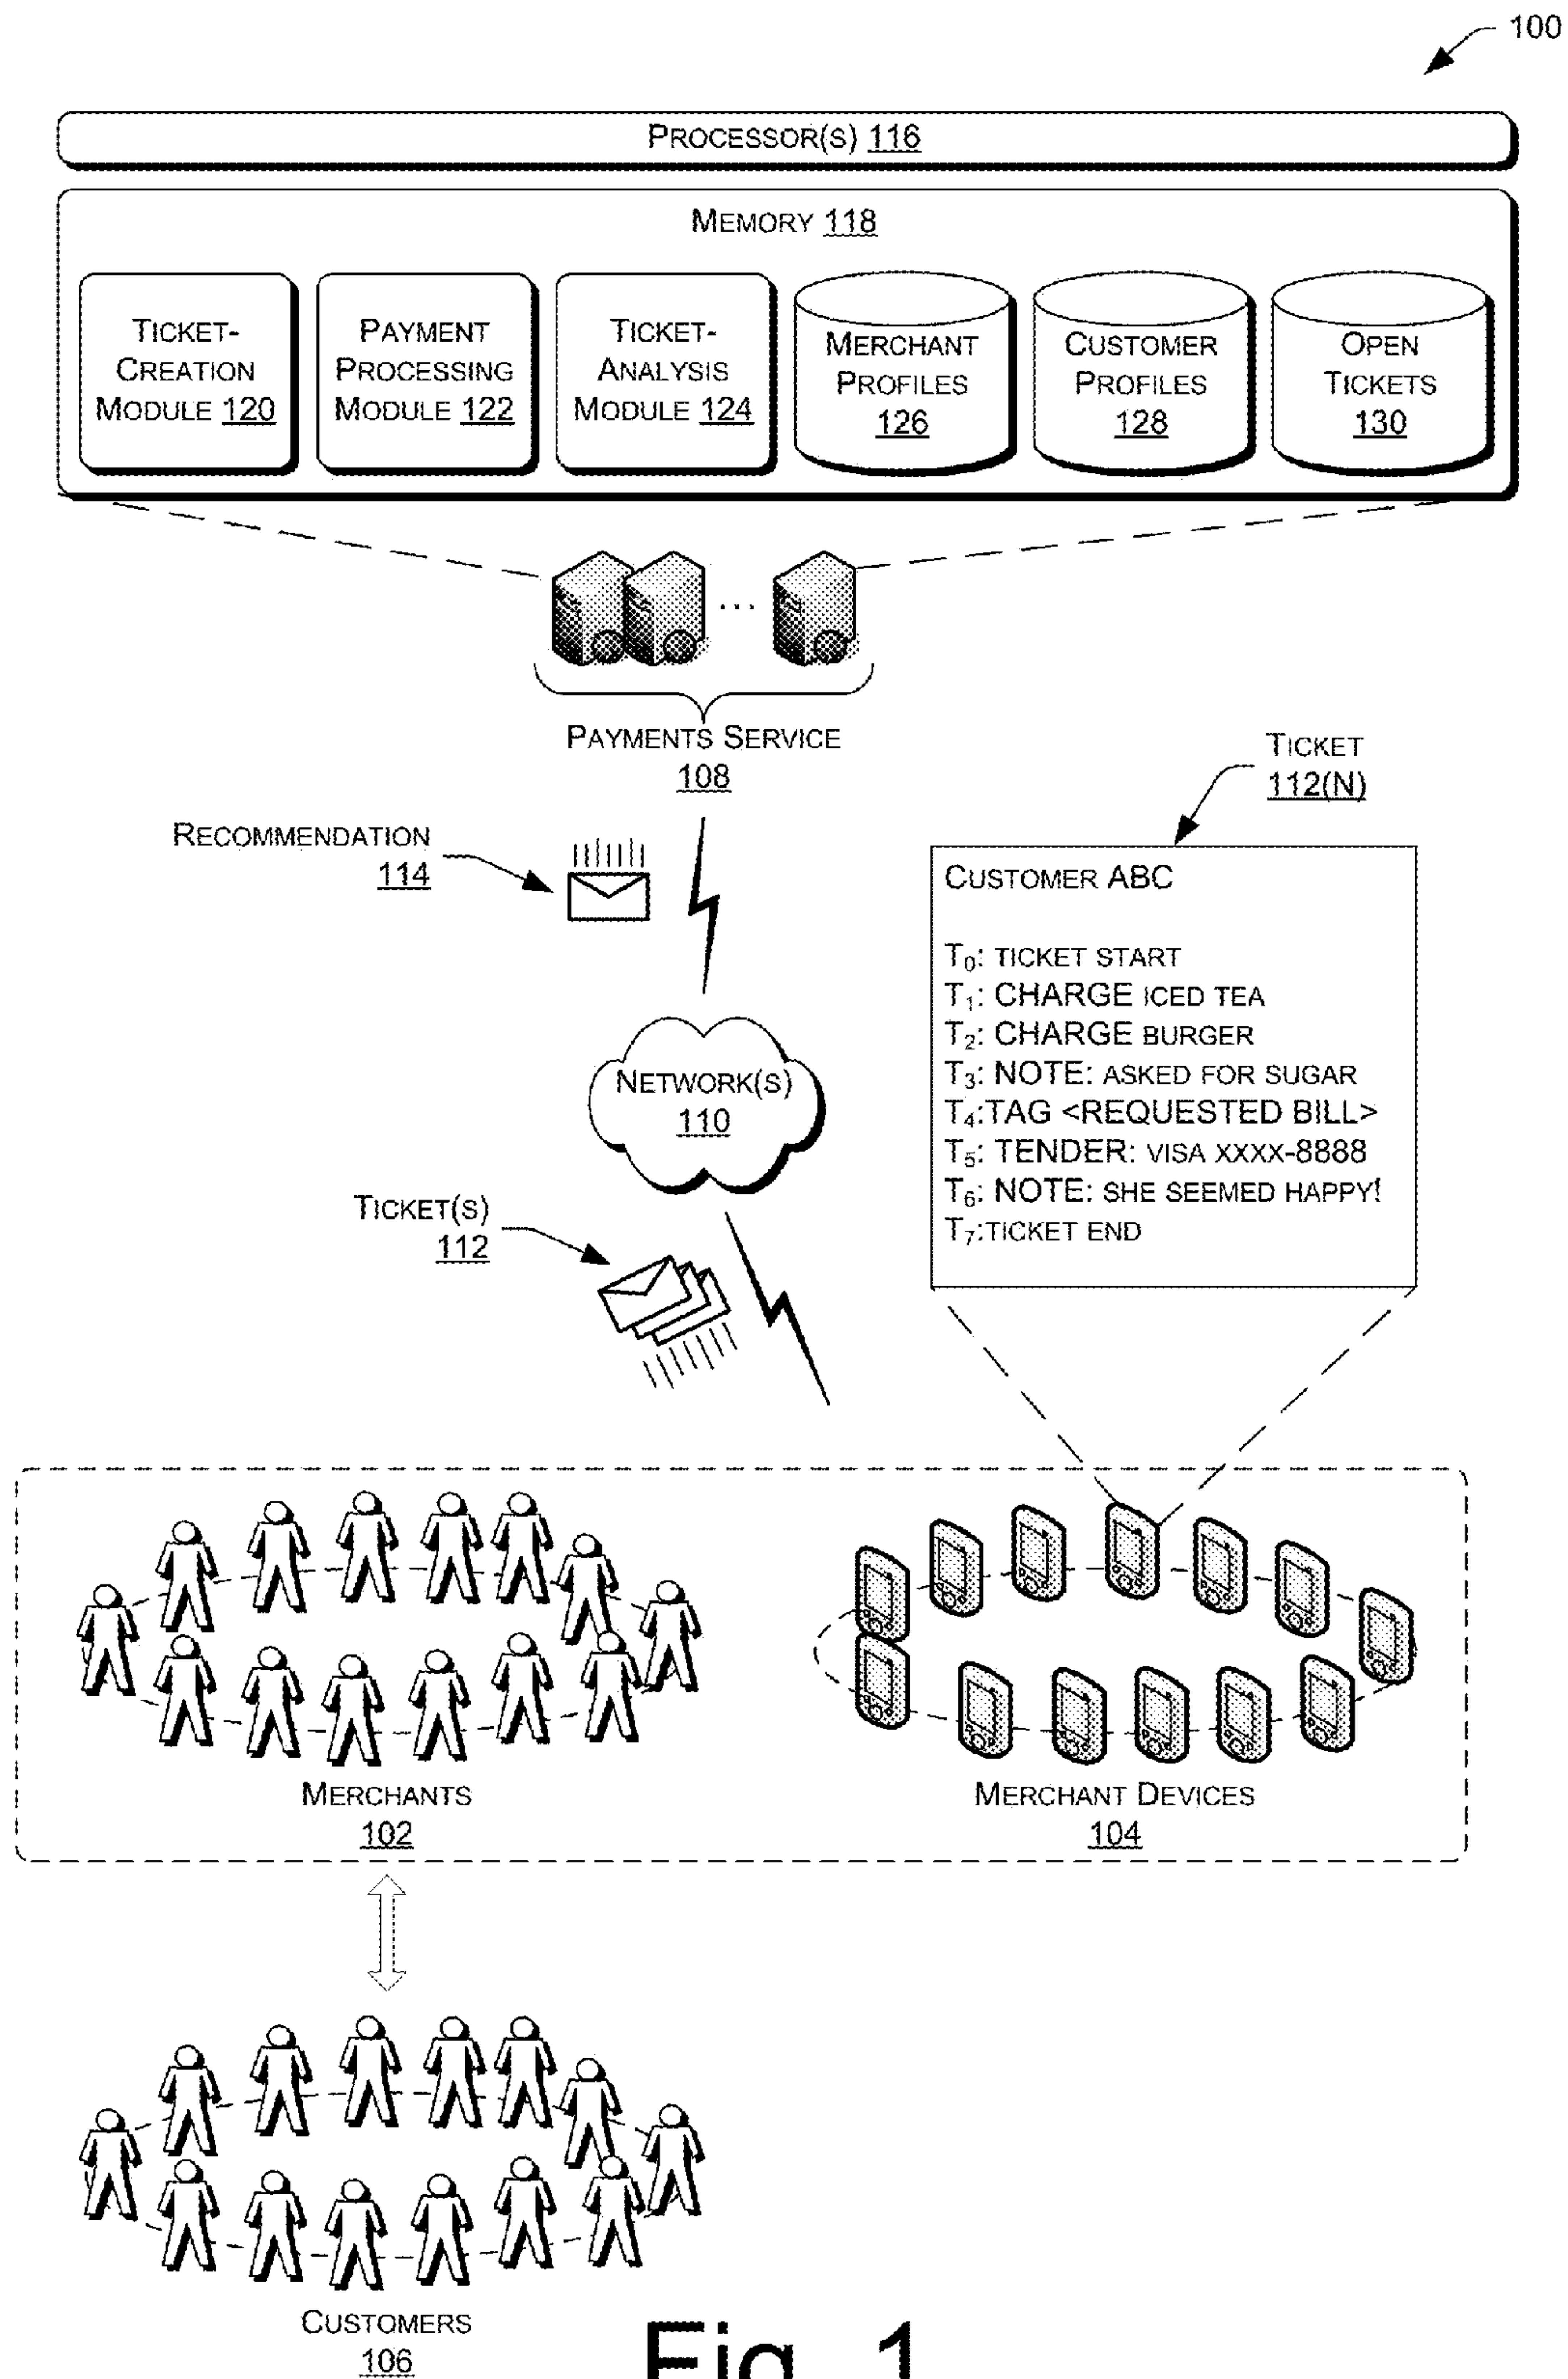 100
PROCESSOR(S) 116
MEMORY 118
TICKET-
CREATION
MODULE 120
PAYMENT
PROCESSING
MODULE 122
TICKET-
ANALYSIS
MODULE 124
MERCHANT
PROFILES
126
CUSTOMER
PROFILES
128
OPEN
TICKETS
130
PAYMENTS SERVICE
108
TICKET
112(N)
RECOMMENDATION
114
CUSTOMER ABC
T0: TICKET START
T1: CHARGE ICED TEA
T2: CHARGE BURGER
T3: NOTE: ASKED FOR SUGAR
T4:TAG <REQUESTED BILL>
T5: TENDER: VISA XXXX-8888
T6: NOTE: SHE SEEMED HAPPY!
T7:TICKET END
NETWORK(S)
110
TICKET(S)
112
MERCHANTS
102
MERCHANT DEVICES
104
CUSTOMERS
106
Fig. 1